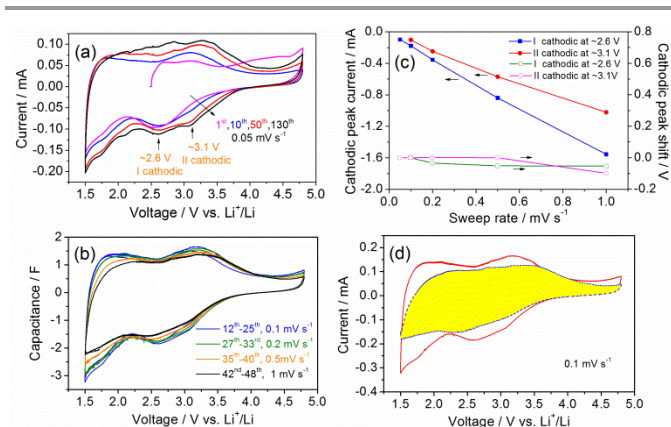 (a)
0.10
0.05
0.00
-0.05
-0.10
-0.15
-0.20
Current / mA
1st,10th,50th,130th
0.05 mV s-1
~2.6 V
I cathodic
~3.1 V
II cathodic
1.5 2.0 2.5 3.0 3.5 4.0 4.5 5.0
Voltage / V vs. Li+/Li
(c)
0.0
-0.4
-0.8
-1.2
-1.6
-2.0
Cathodic peak current / mA
I cathodic at ~2.6 V
II cathodic at ~3.1 V
I cathodic at ~2.6 V
II cathodic at ~3.1V
0.8
0.6
0.4
0.2
0.0
-0.2
Cathodic peak shift / V
0.0 0.2 0.4 0.6 0.8 1.0
Sweep rate / mV s-1
(b)
6
3
0
-3
Capacitance / F
12th-25th, 0.1 mV s-1
27th-33rd, 0.2 mV s-1
35th-40th, 0.5mV s-1
42nd-48th, 1 mV s-1
1.5 2.0 2.5 3.0 3.5 4.0 4.5 5.0
Voltage / V vs. Li+/Li
(d)
0.3
0.2
0.1
0.0
-0.1
-0.2
-0.3
-0.4
Current / mA
0.1 mV s-1
1.5 2.0 2.5 3.0 3.5 4.0 4.5 5.0
Voltage / V vs. Li+/Li